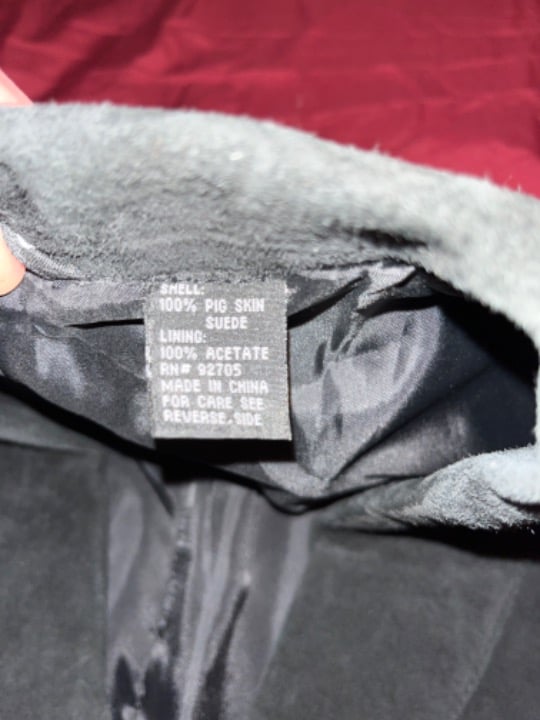 SHELL:
100% PIG SKIN
SUEDE
LINING:
100% ACETATE
RN# 92705
MADE IN CHINA
FOR CARE SEE
REVERSE SIDE